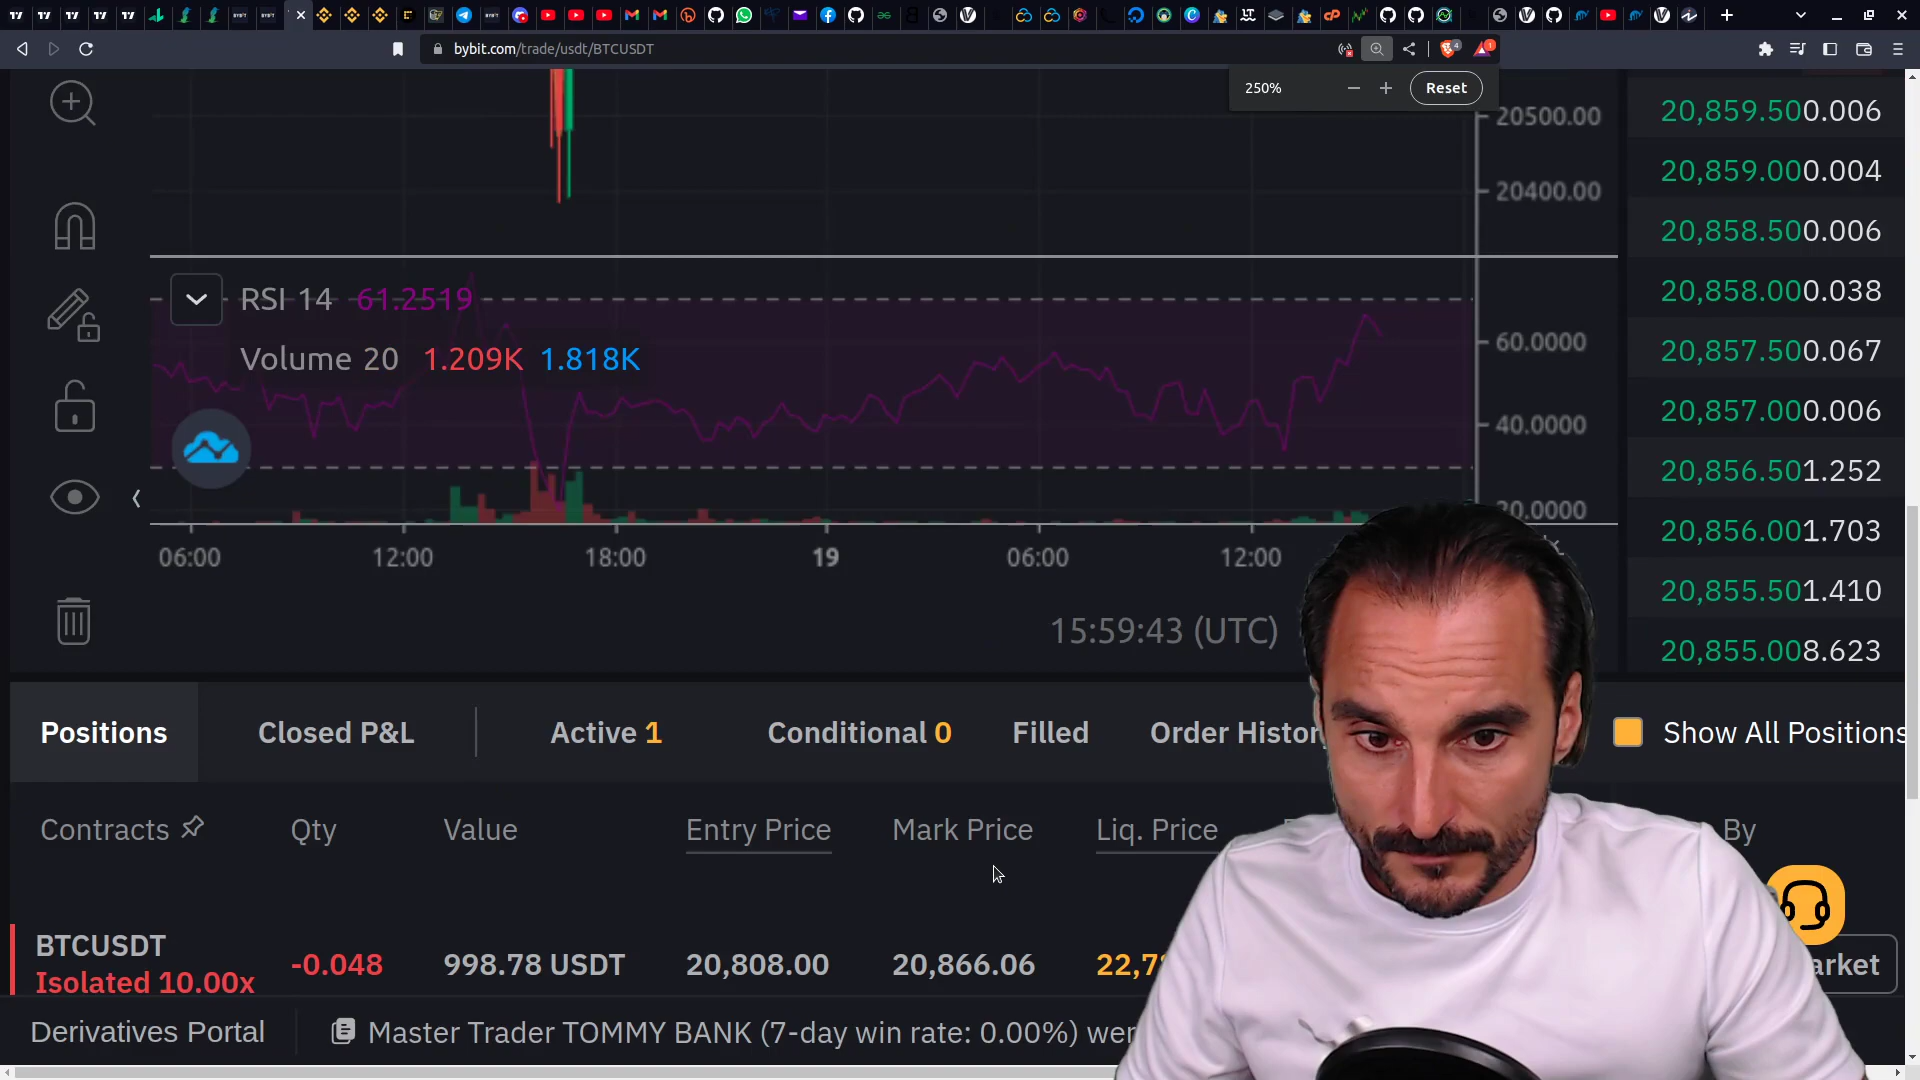 bybit.com/trade/usdt/BTCUSDT
250%
Reset
20500.00
20400.00
RSI 14 61.2519
Volume 20 1.209K 1.818K
60.0000
40.0000
20.0000
06:00 12:00 18:00 19 06:00 12:00
15:59:43 (UTC)
20,859.50 0.006
20,859.00 0.004
20,858.50 0.006
20,858.00 0.038
20,857.50 0.067
20,857.00 0.006
20,856.50 1.252
20,856.00 1.703
20,855.50 1.410
20,855.00 8.623
Positions Closed P&L Active 1 Conditional 0 Filled Order Histor Show All Positions
Contracts Qty Value Entry Price Mark Price Liq. Price By
BTCUSDT -0.048 998.78 USDT 20,808.00 20,866.06 22,7 arket
Isolated 10.00x
Derivatives Portal Master Trader TOMMY BANK (7-day win rate: 0.00%) wer